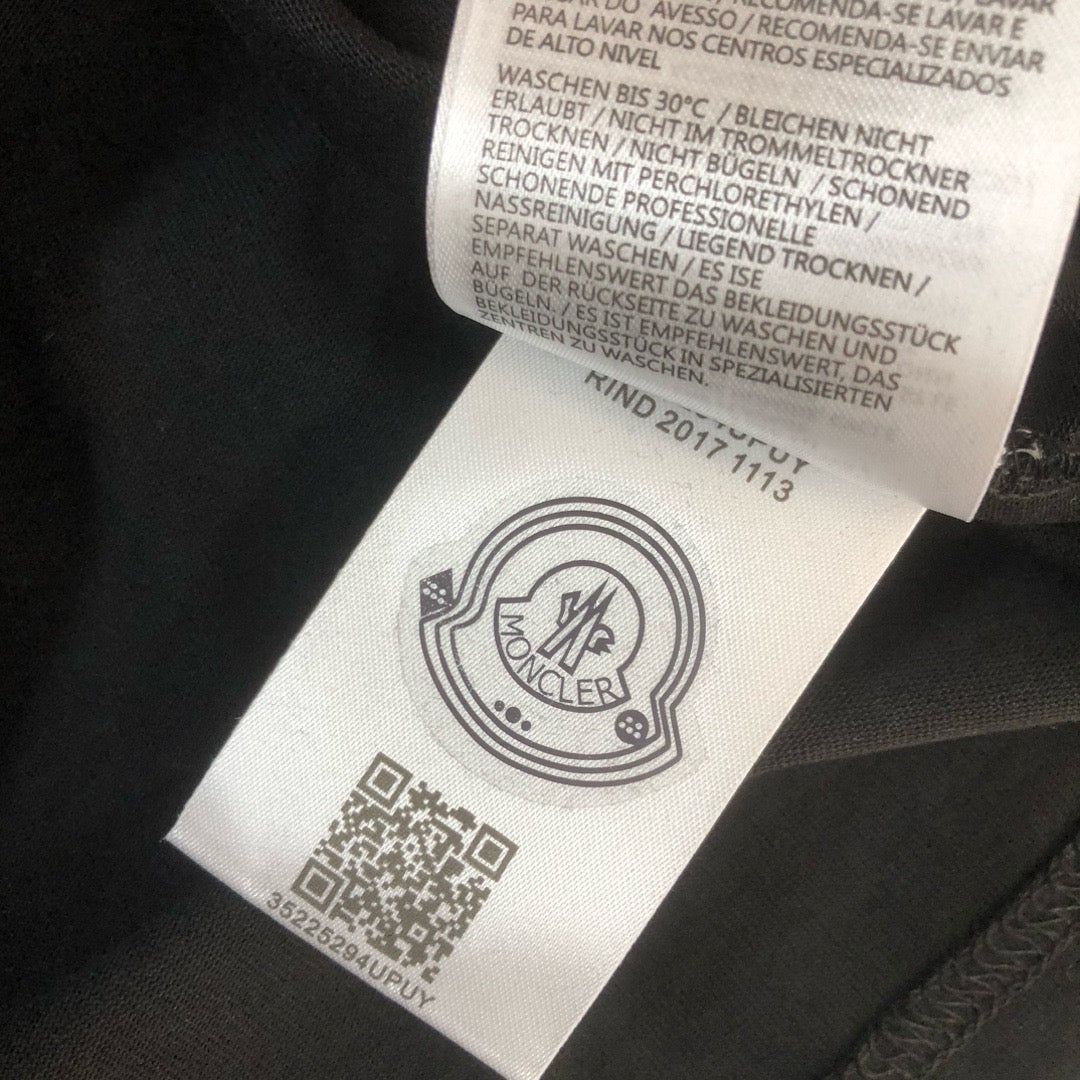 LAVAR
AVESSO / RECOMENDA-SE LAVAR E
PARA LAVAR NOS CENTROS ESPECIALIZADOS
DE ALTO NIVEL
WASCHEN BIS 30°C / BLEICHEN NICHT
ERLAUBT / NICHT IM TROMMELTROCKNER
TROCKNEN / NICHT BÜGELN / SCHONEND
REINIGEN MIT PERCHLORETHYLEN /
SCHONENDE PROFESSIONELLE
NASSREINIGUNG / LIEGEND TROCKNEN /
SEPARAT WASCHEN / ES ISE
EMPFEHLENSWERT DAS BEKLEIDUNGSSTÜCK
AUF DER RÜCKSEITE ZU WASCHEN UND
BÜGELN. / ES IST EMPFEHLENSWERT, DAS
BEKLEIDUNGSSTÜCK IN SPEZIALISIERTEN
ZENTREN ZU WASCHEN.
RIND 2017 1113
MONCLER
35225294UPUY